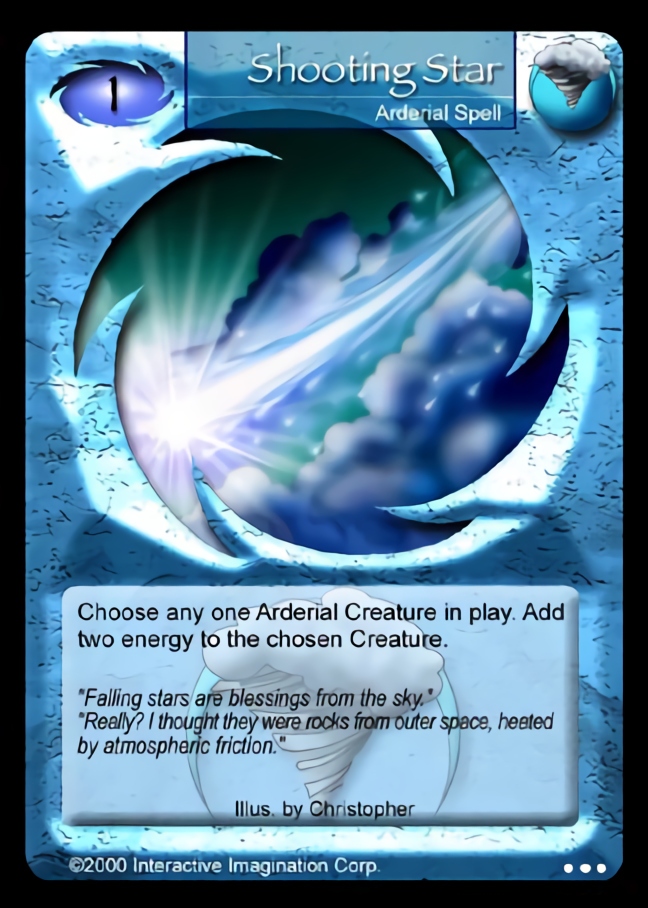 1
Shooting Star
Arderial Spell
Choose any one Arderial Creature in play. Add
two energy to the chosen Creature.
"Falling stars are blessings from the sky."
"Really? I thought they were rocks from outer space, heated
by atmospheric friction."
Illus. by Christopher
©2000 Interactive Imagination Corp.